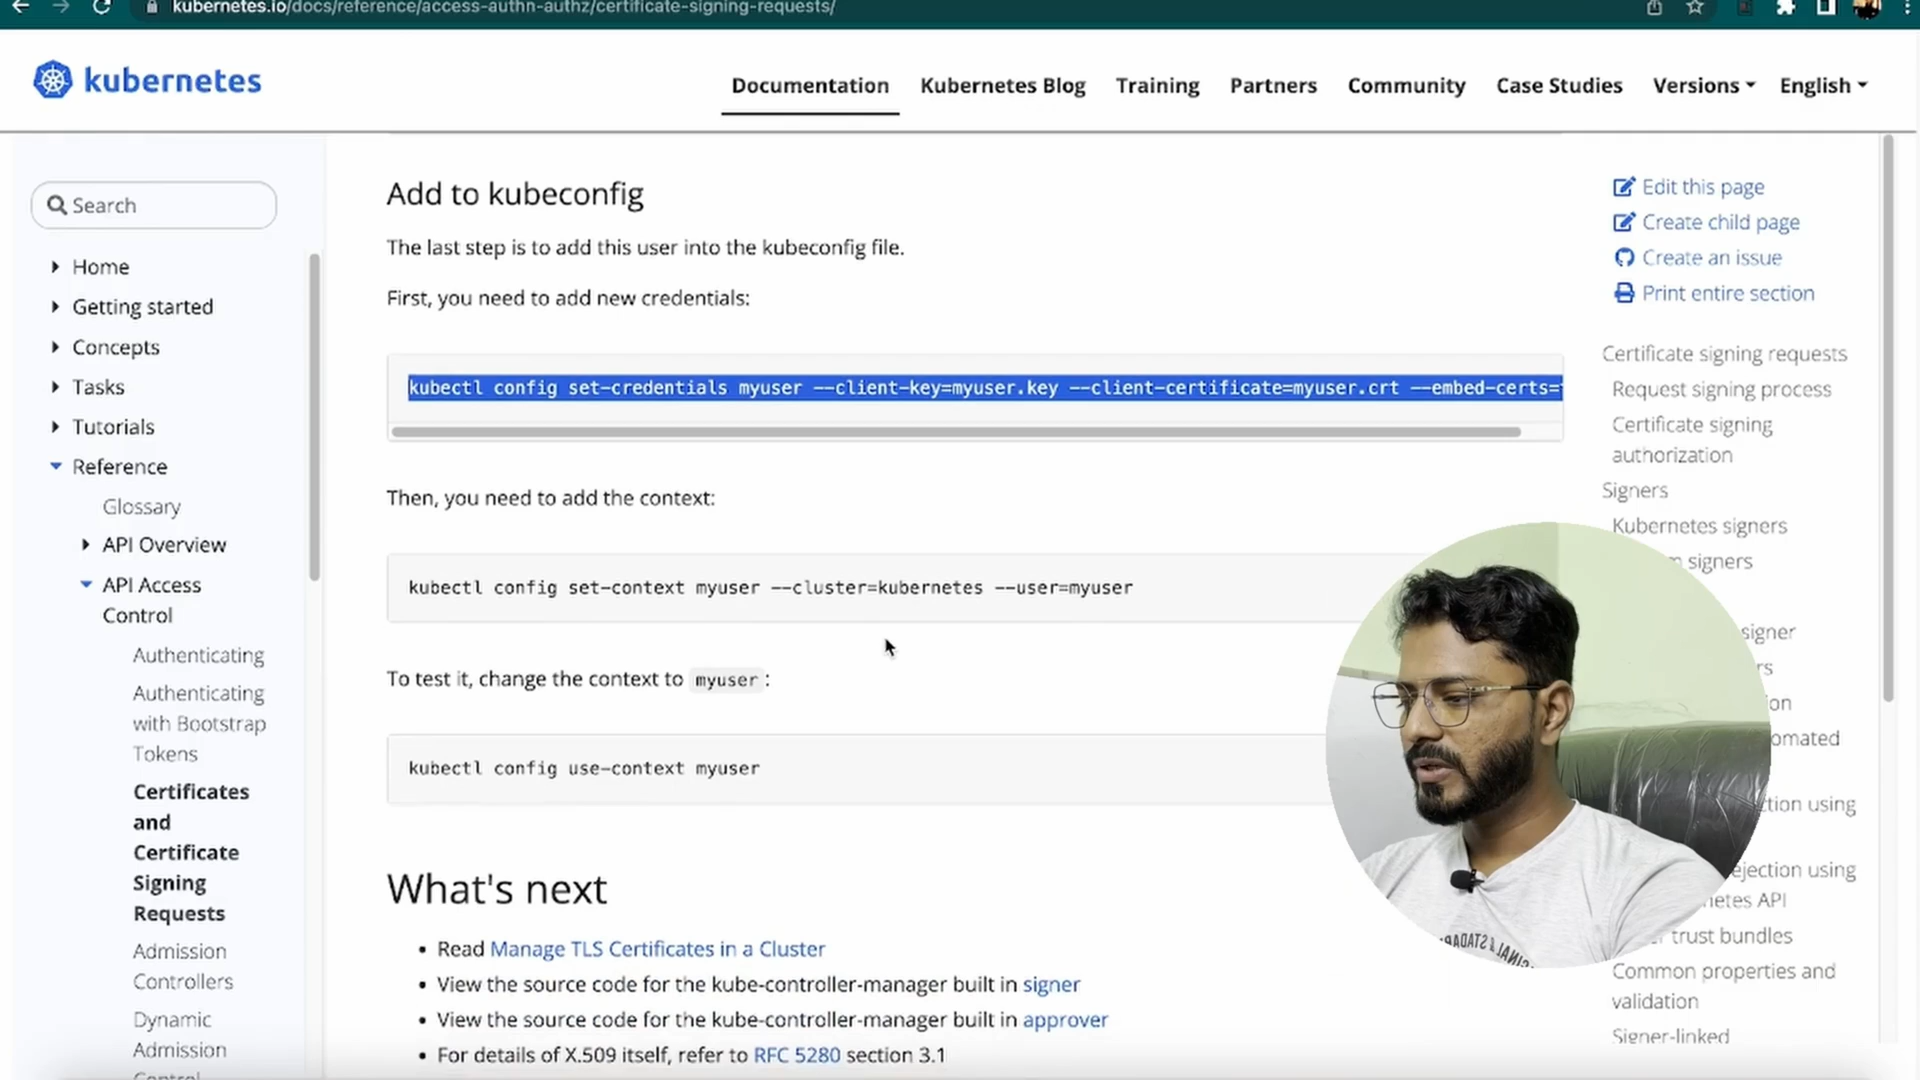 kubernetes.io/docs/reference/access-authn-authz/certificate-signing-requests/
kubernetes
Documentation
Kubernetes Blog
Training
Partners
Community
Case Studies
Versions
English
Search
Home
Getting started
Concepts
Tasks
Tutorials
Reference
Glossary
API Overview
API Access
Control
Authenticating
Authenticating
with Bootstrap
Tokens
Certificates
and
Certificate
Signing
Requests
Admission
Controllers
Dynamic
Admission
Add to kubeconfig
The last step is to add this user into the kubeconfig file.
First, you need to add new credentials:
kubectl config set-credentials myuser --client-key=myuser.key --client-certificate=myuser.crt --embed-certs=
Then, you need to add the context:
kubectl config set-context myuser --cluster=kubernetes --user=myuser
To test it, change the context to myuser:
kubectl config use-context myuser
What's next
• Read Manage TLS Certificates in a Cluster
• View the source code for the kube-controller-manager built in signer
• View the source code for the kube-controller-manager built in approver
• For details of X.509 itself, refer to RFC 5280 section 3.1
Edit this page
Create child page
Create an issue
Print entire section
Certificate signing requests
Request signing process
Certificate signing
authorization
Signers
Kubernetes signers
signers
signer
using
using
API
trust bundles
Common properties and
validation
Signer-linked